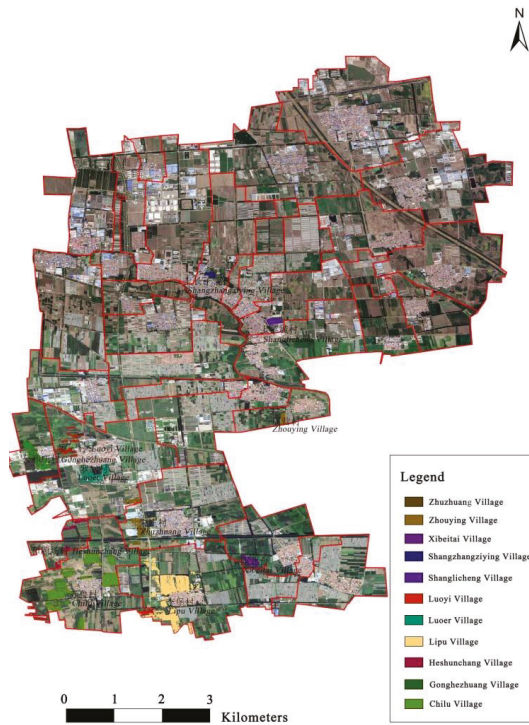 N
Shangzhangziying Village
Shanglicheng Village
Zhouying Village
Luoyi Village
Gonghezhuang Village
Luoer Village
Zhuzhuang Village
Heshunchang Village
Chilu Village
Lipu Village
Legend
Zhuzhuang Village
Zhouying Village
Xibeitai Village
Shangzhangziying Village
Shanglicheng Village
Luoyi Village
Luoer Village
Lipu Village
Heshunchang Village
Gonghezhuang Village
Chilu Village
0 1 2 3
Kilometers